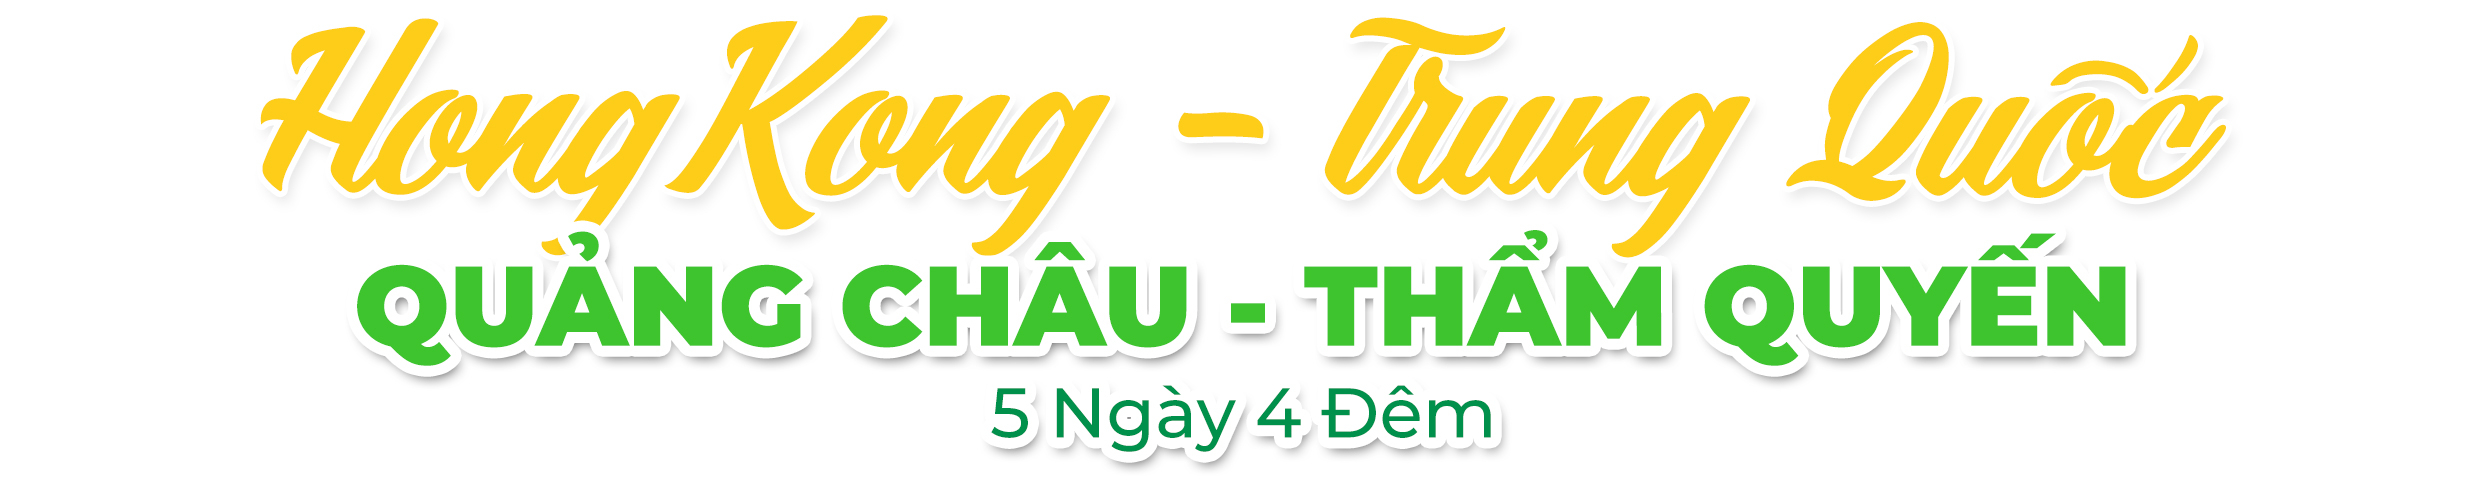 Hong Kong - Trung Quốc
QUẢNG CHÂU - THẨM QUYẾN
5 Ngày 4 Đêm